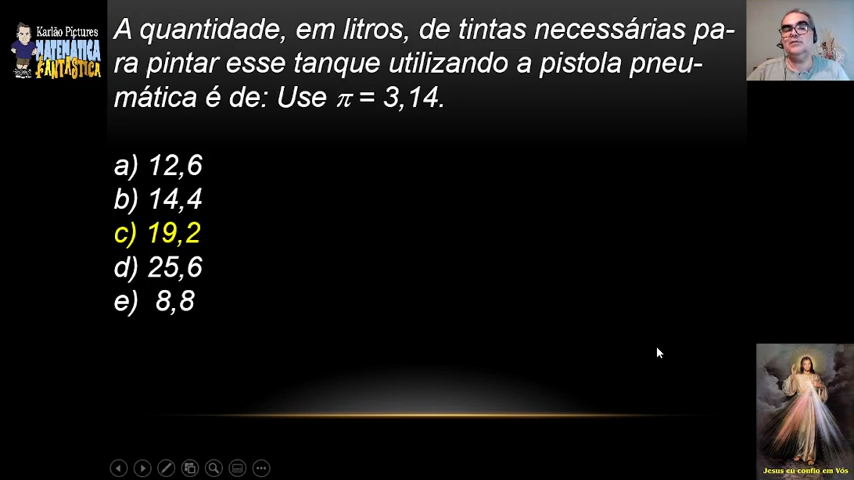 Karlão Pictures
MATEMÁTICA
FANTÁSTICA
A quantidade, em litros, de tintas necessárias pa-
ra pintar esse tanque utilizando a pistola pneu-
mática é de: Use π = 3,14.
a) 12,6
b) 14,4
c) 19,2
d) 25,6
e) 8,8
Jesus eu confio em Vós